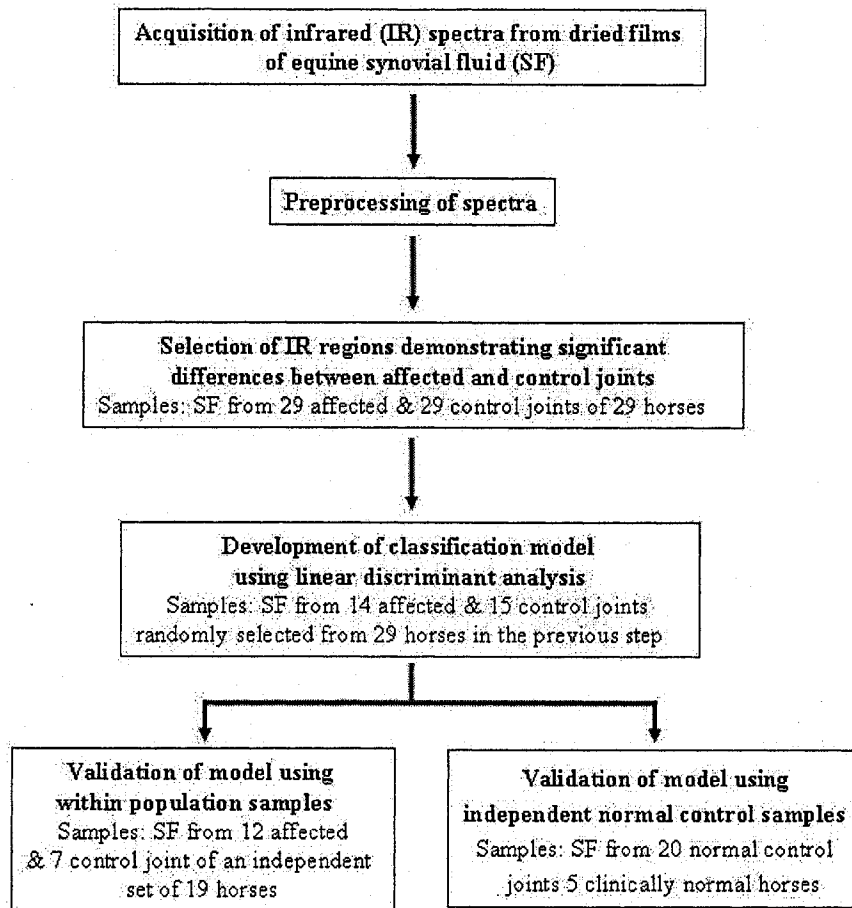 Acquisition of infrared (IR) spectra from dried films
of equine synovial fluid (SF)
Preprocessing of spectra
Selection of IR regions demonstrating significant
differences between affected and control joints
Samples: SF from 29 affected & 29 control joints of 29 horses
Development of classification model
using linear discriminant analysis
Samples: SF from 14 affected & 15 control joints
randomly selected from 29 horses in the previous step
Validation of model using
within population samples
Samples: SF from 12 affected
& 7 control joint of an independent
set of 19 horses
Validation of model using
independent normal control samples
Samples: SF from 20 normal control
joints 5 clinically normal horses